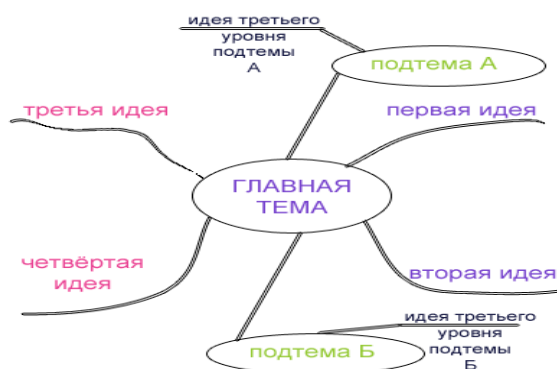 идея третьего
уровня
подтемы
А
подтема А
третья идея
первая идея
ГЛАВНАЯ
ТЕМА
четвёртая
идея
вторая идея
идея третьего
уровня
подтемы
Б
подтема Б